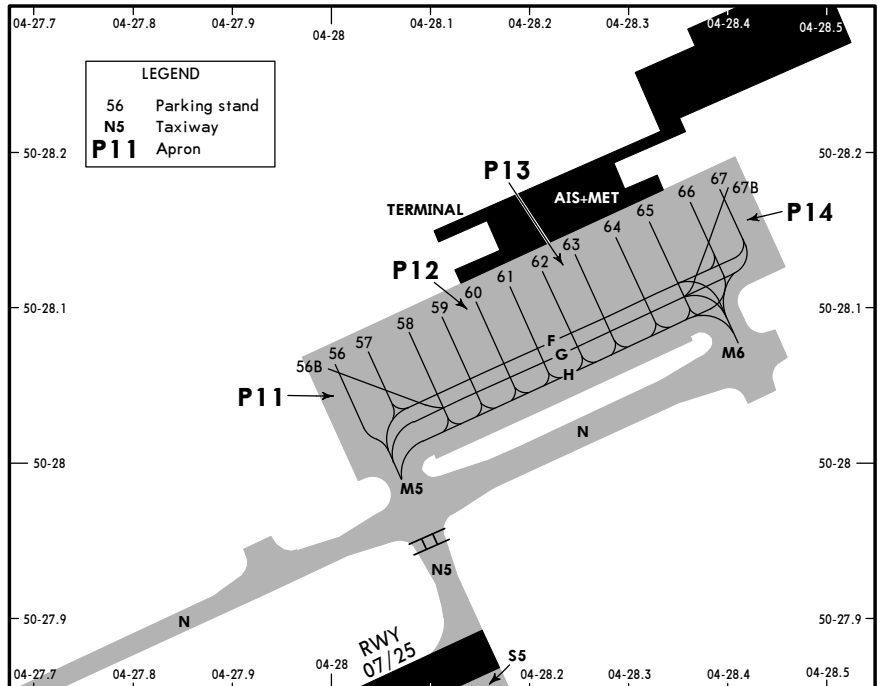 04-27.7
04-27.8
04-27.9
04-28
04-28.1
04-28.2
04-28.3
04-28.4
04-28.5
LEGEND
56 Parking stand
N5 Taxiway
P11 Apron
50-28.2
50-28.2
P13
AIS+MET
TERMINAL
67
67B
66
65
P14
64
63
62
61
P12
60
59
58
50-28.1
50-28.1
57
56
56B
F
G
H
M6
P11
N
50-28
50-28
M5
N5
N
50-27.9
50-27.9
RWY
07/25
S5
04-27.7
04-27.8
04-27.9
04-28
04-28.2
04-28.3
04-28.4
04-28.5